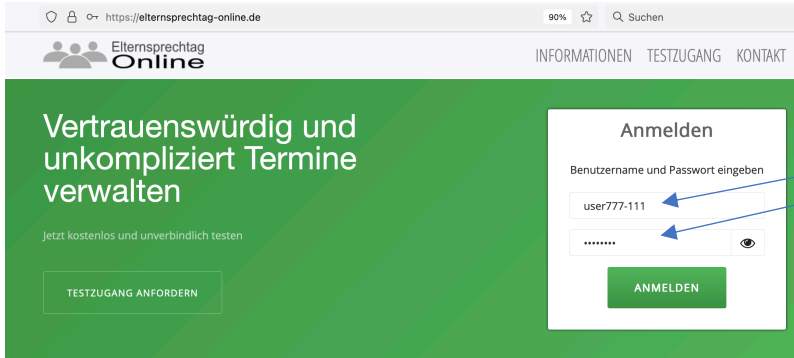 https://elternsprechtag-online.de
90%
Suchen
Elternsprechtag
Online
INFORMATIONEN TESTZUGANG KONTAKT
Vertrauenswürdig und
unkompliziert Termine
verwalten
Jetzt kostenlos und unverbindlich testen
TESTZUGANG ANFORDERN
Anmelden
Benutzername und Passwort eingeben
user777-111
••••••••
ANMELDEN